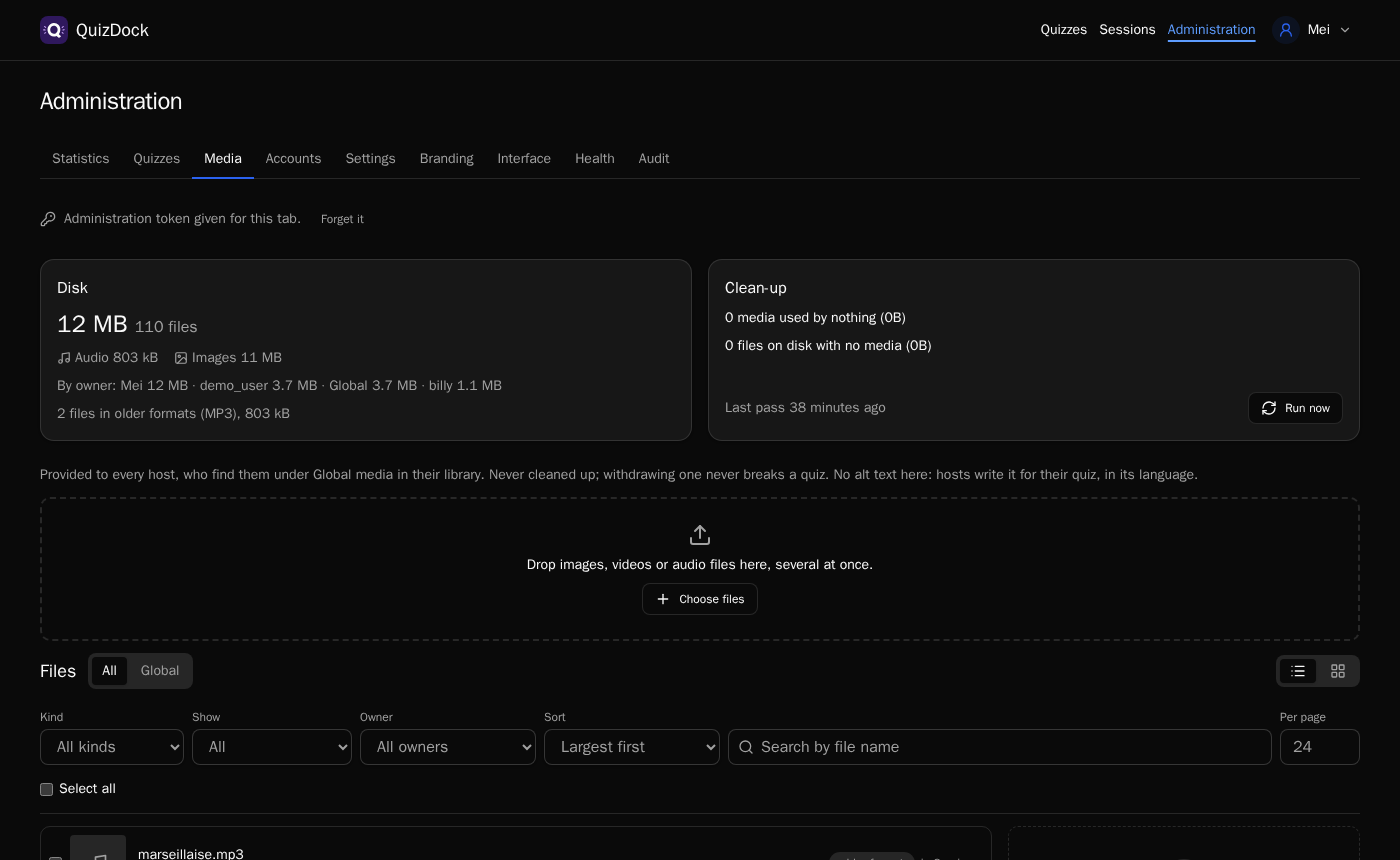 QuizDock
Quizzes Sessions Administration Mei
Administration
Statistics Quizzes Media Accounts Settings Branding Interface Health Audit
Administration token given for this tab. Forget it
Disk
12 MB 110 files
Audio 803 kB Images 11 MB
By owner: Mei 12 MB · demo_user 3.7 MB · Global 3.7 MB · billy 1.1 MB
2 files in older formats (MP3), 803 kB
Clean-up
0 media used by nothing (0B)
0 files on disk with no media (0B)
Last pass 38 minutes ago
Run now
Provided to every host, who find them under Global media in their library. Never cleaned up; withdrawing one never breaks a quiz. No alt text here: hosts write it for their quiz, in its language.
Drop images, videos or audio files here, several at once.
Choose files
Files All Global
Kind Show Owner Sort Per page
All kinds All All owners Largest first Search by file name 24
Select all
marseillaise.mp3